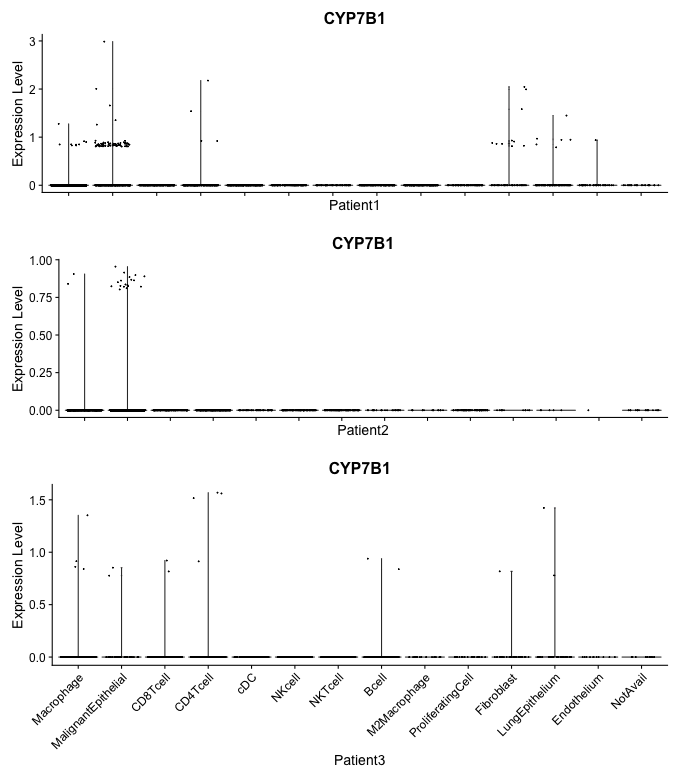 CYP7B1
Expression Level
3
2
1
0
Patient1
CYP7B1
Expression Level
1.00
0.75
0.50
0.25
0.00
Patient2
CYP7B1
Expression Level
1.5
1.0
0.5
0.0
Macrophage
MalignantEpithelial
CD8Tcell
CD4Tcell
cDC
NKcell
NKTcell
Bcell
M2Macrophage
ProliferatingCell
Fibroblast
LungEpithelium
Endothelium
NotAvail
Patient3